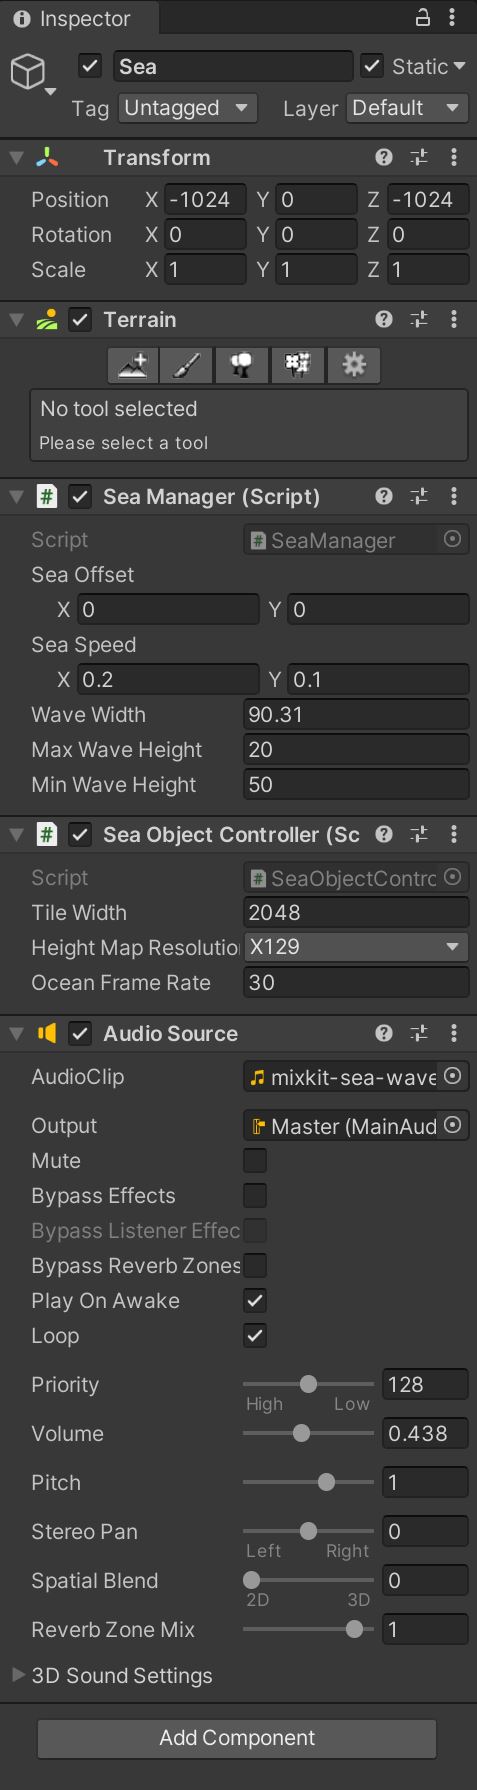 Inspector
Sea Static
Tag Untagged Layer Default
Transform
Position X -1024 Y 0 Z -1024
Rotation X 0 Y 0 Z 0
Scale X 1 Y 1 Z 1
Terrain
No tool selected
Please select a tool
# Sea Manager (Script)
Script # SeaManager
Sea Offset
X 0 Y 0
Sea Speed
X 0.2 Y 0.1
Wave Width 90.31
Max Wave Height 20
Min Wave Height 50
# Sea Object Controller (Sc
Script # SeaObjectContro
Tile Width 2048
Height Map Resolution X129
Ocean Frame Rate 30
Audio Source
AudioClip mixkit-sea-wave
Output Master (MainAud
Mute
Bypass Effects
Bypass Listener Effec
Bypass Reverb Zones
Play On Awake
Loop
Priority 128
High Low
Volume 0.438
Pitch 1
Stereo Pan 0
Left Right
Spatial Blend 0
2D 3D
Reverb Zone Mix 1
3D Sound Settings
Add Component